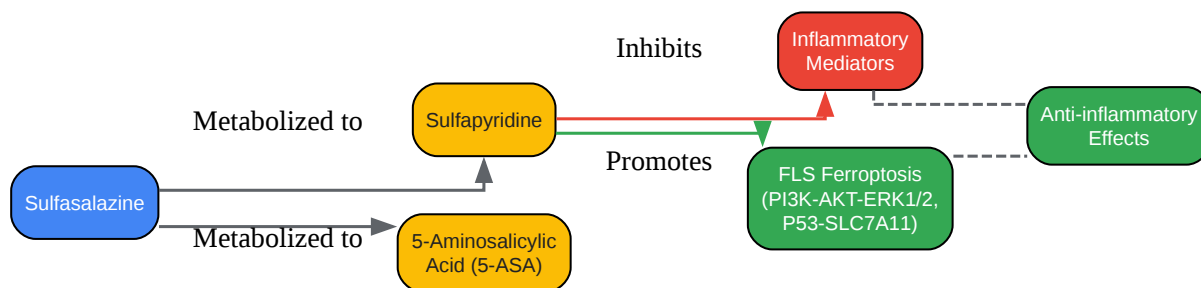 Inhibits
Inflammatory
Mediators
Metabolized to
Sulfapyridine
Anti-inflammatory
Effects
Promotes
FLS Ferroptosis
(PI3K-AKT-ERK1/2,
P53-SLC7A11)
Sulfasalazine
Metabolized to
5-Aminosalicylic
Acid (5-ASA)